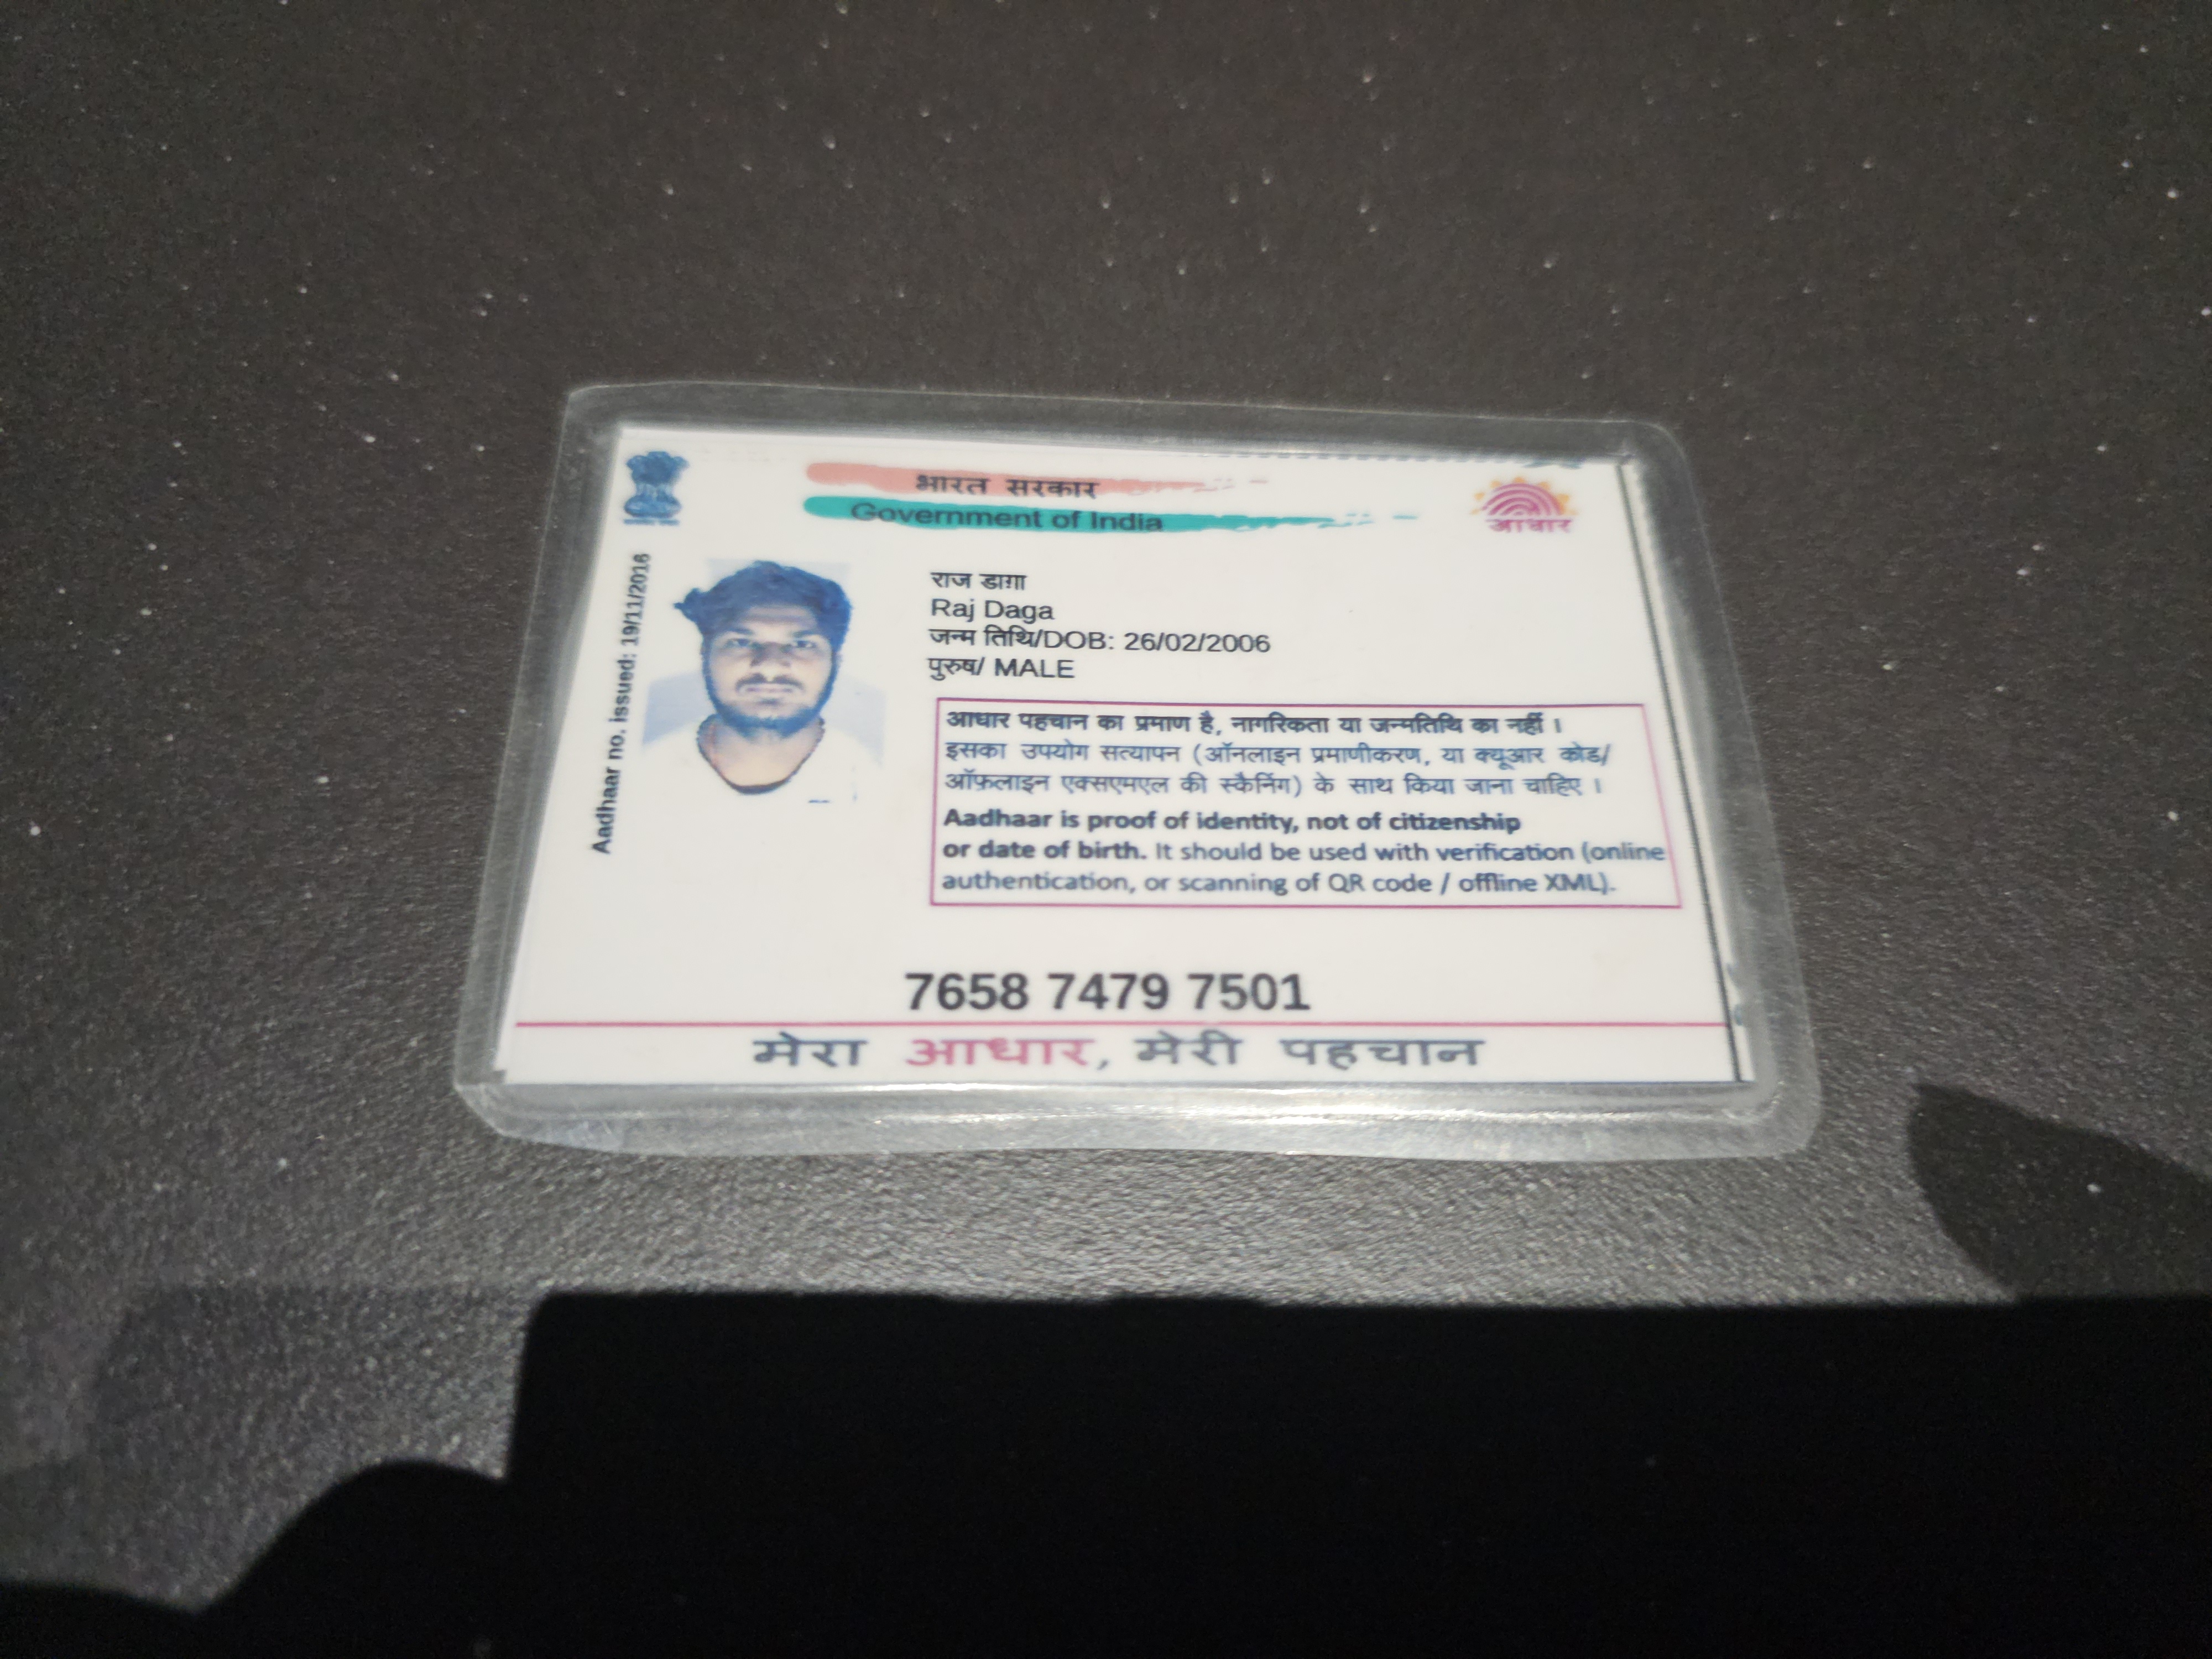 भारत सरकार
Government of India
आधार
Aadhaar no. issued: 19/11/2016
राज डागा
Raj Daga
जन्म तिथि/DOB: 26/02/2006
पुरुष/ MALE
आधार पहचान का प्रमाण है, नागरिकता या जन्मतिथि का नहीं ।
इसका उपयोग सत्यापन (ऑनलाइन प्रमाणीकरण, या क्यूआर कोड/
ऑफ़लाइन एक्सएमएल की स्कैनिंग) के साथ किया जाना चाहिए ।
Aadhaar is proof of identity, not of citizenship
or date of birth. It should be used with verification (online
authentication, or scanning of QR code / offline XML).
7658 7479 7501
मेरा आधार, मेरी पहचान